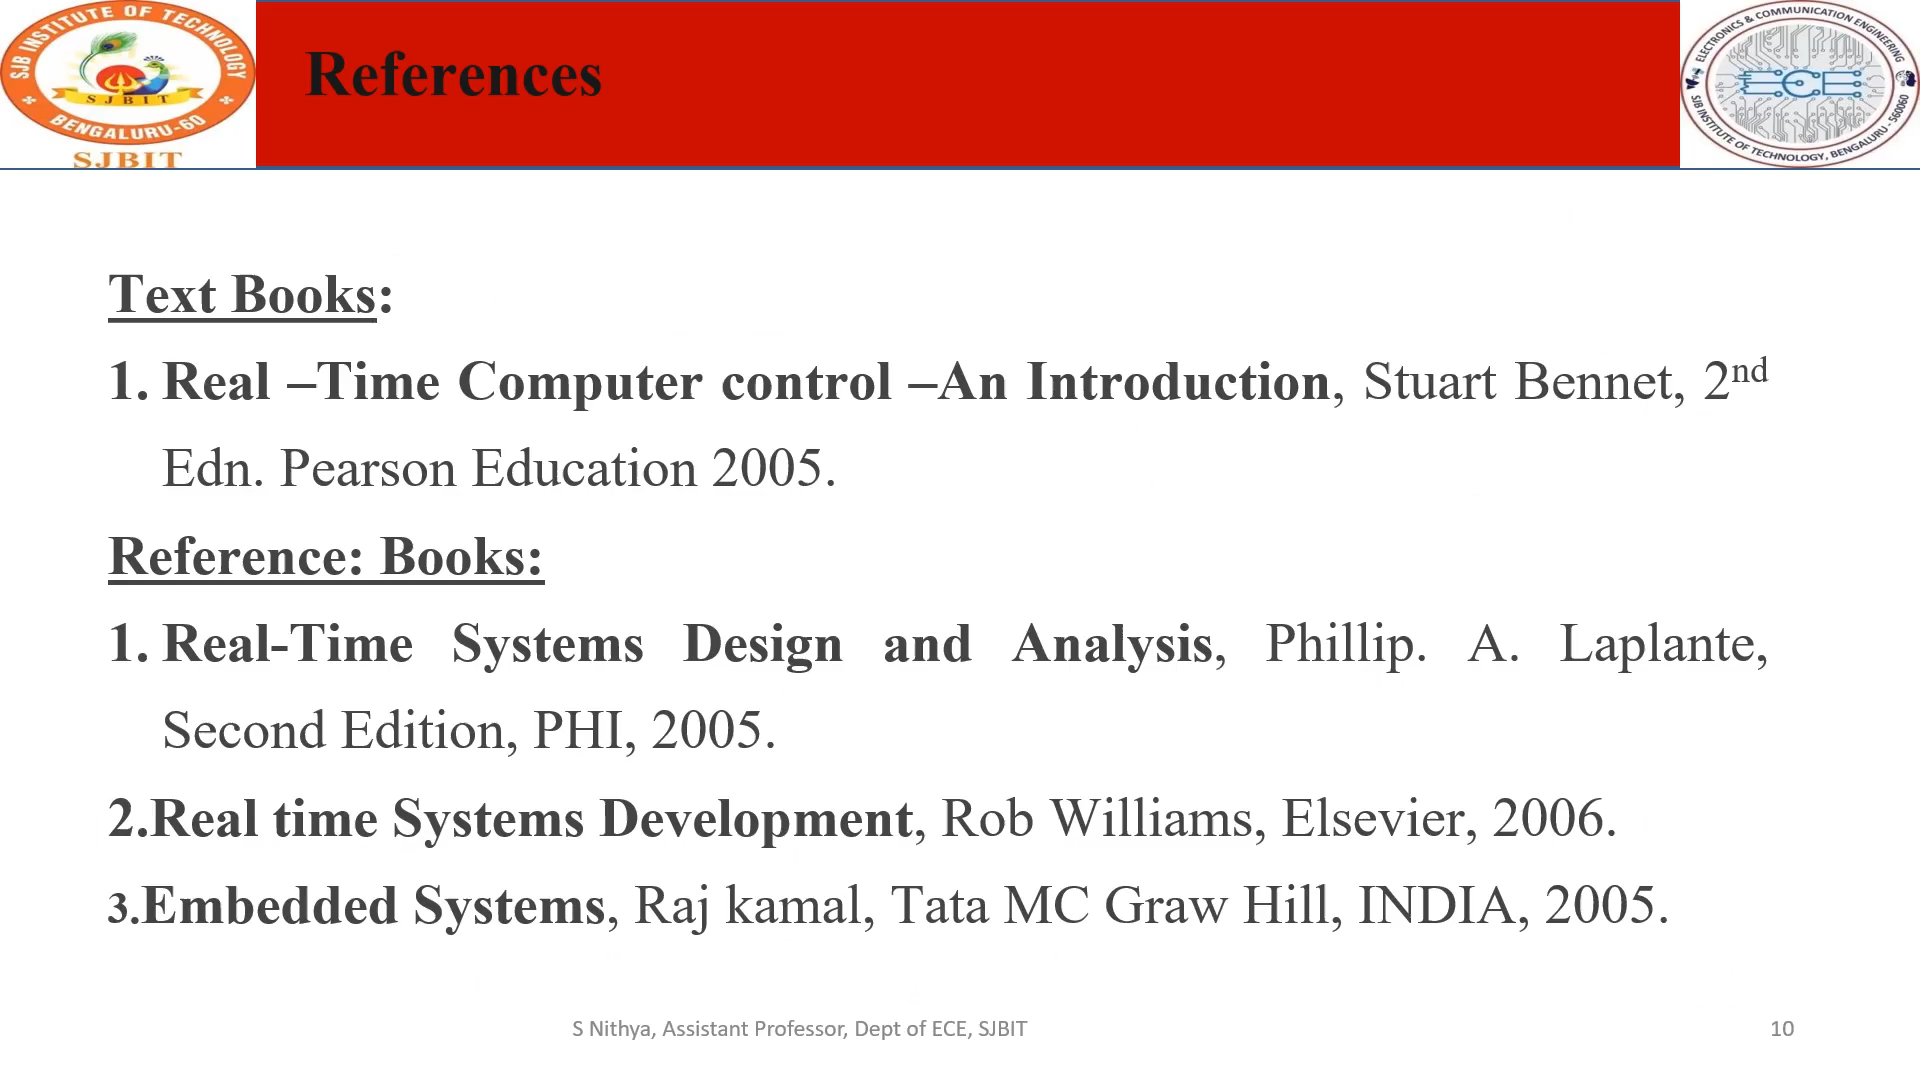 SJB INSTITUTE OF TECHNOLOGY
SJBIT
BENGALURU-60
SJBIT
References
ELECTRONICS & COMMUNICATION ENGINEERING
ECE
SJB INSTITUTE OF TECHNOLOGY, BENGALURU - 560060
Text Books:
1. Real –Time Computer control –An Introduction, Stuart Bennet, 2nd
Edn. Pearson Education 2005.
Reference: Books:
1. Real-Time Systems Design and Analysis, Phillip. A. Laplante,
Second Edition, PHI, 2005.
2.Real time Systems Development, Rob Williams, Elsevier, 2006.
3.Embedded Systems, Raj kamal, Tata MC Graw Hill, INDIA, 2005.
S Nithya, Assistant Professor, Dept of ECE, SJBIT
10